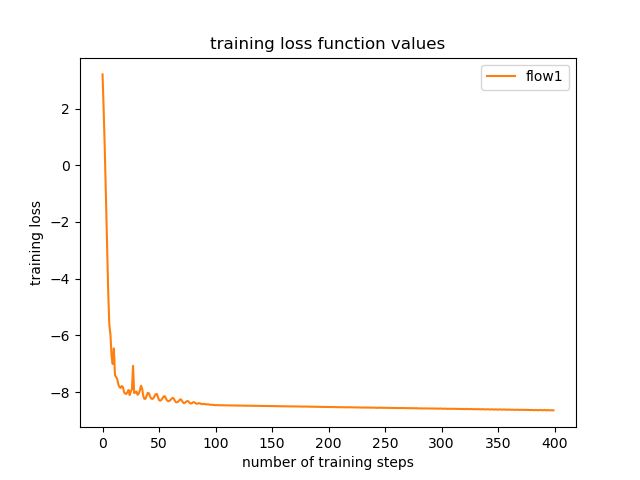 training loss function values
flow1
2
0
−2
−4
−6
−8
training loss
0 50 100 150 200 250 300 350 400
number of training steps